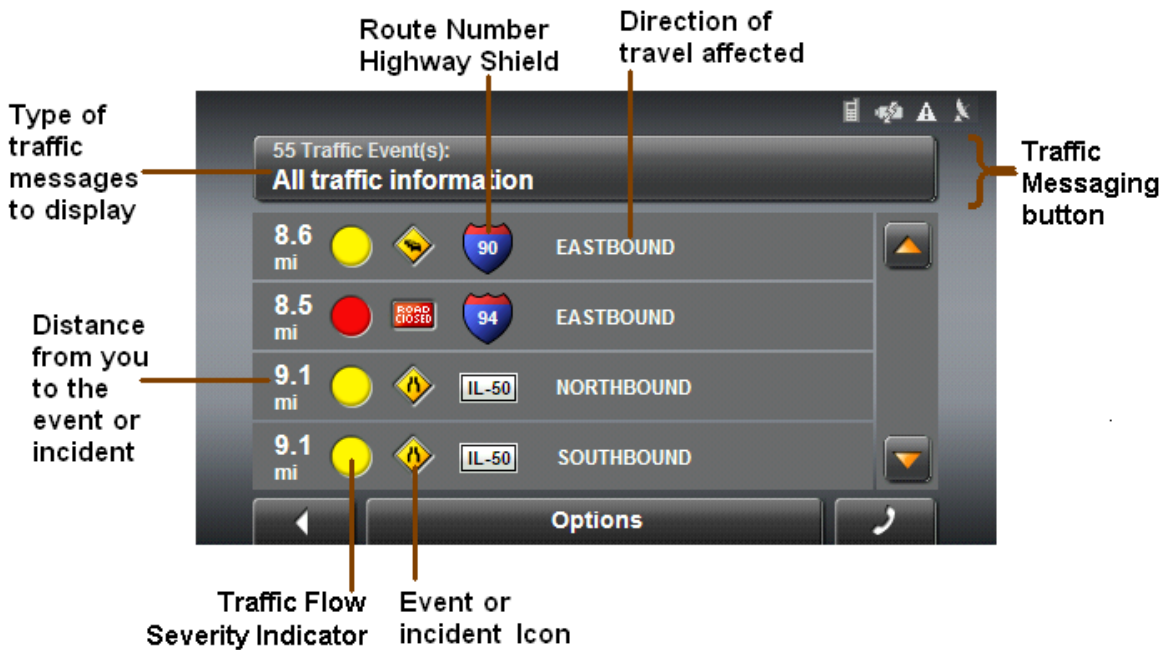 Route Number
Highway Shield
Direction of
travel affected
Type of
traffic
messages
to display
55 Traffic Event(s):
All traffic information
Traffic
Messaging
button
8.6
mi
90
EASTBOUND
8.5
mi
ROAD
CLOSED
94
EASTBOUND
Distance
from you
to the
event or
incident
9.1
mi
IL-50
NORTHBOUND
9.1
mi
IL-50
SOUTHBOUND
Options
Traffic Flow
Severity Indicator
Event or
incident Icon